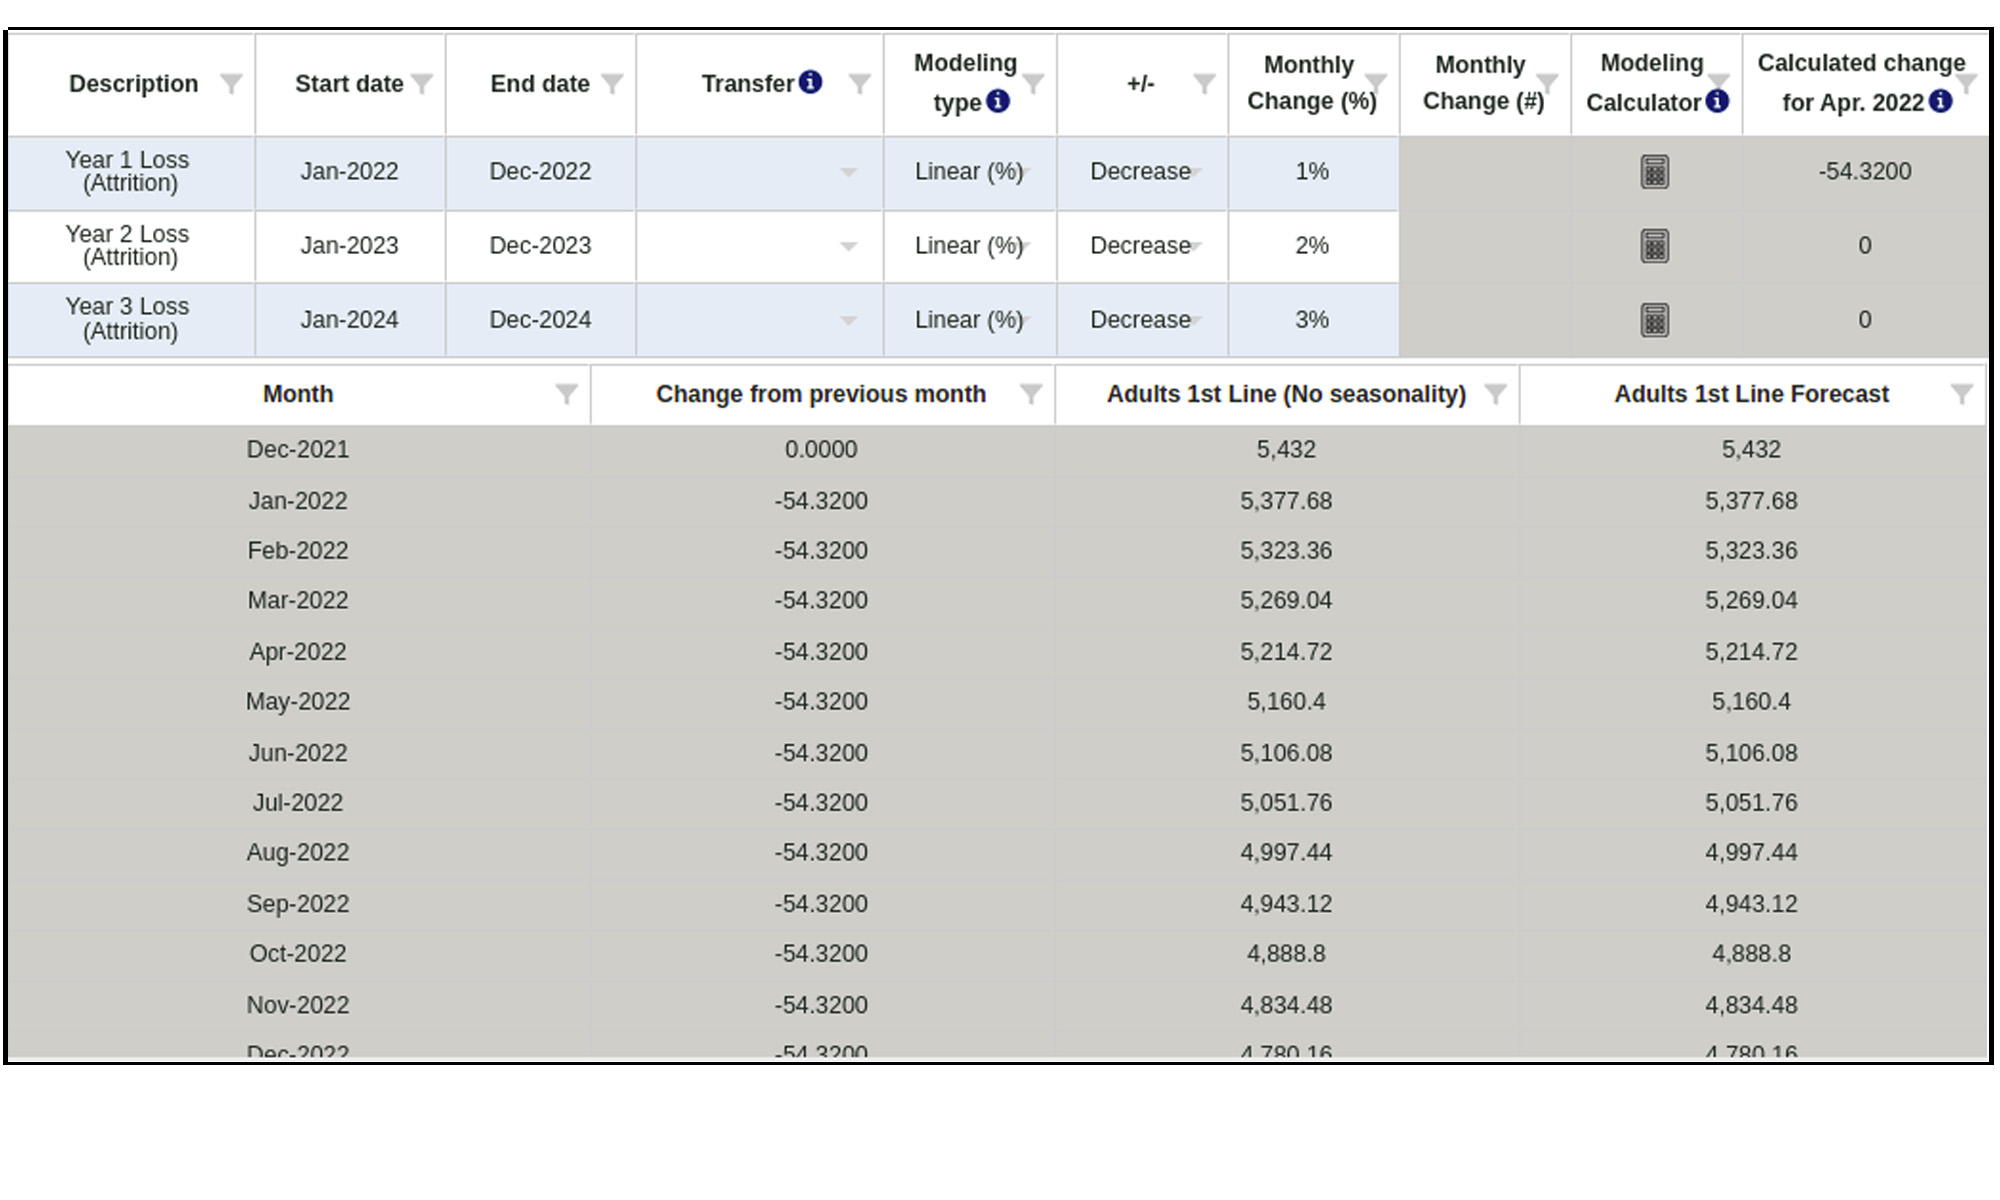 Description Start date End date Transfer Modeling type +/- Monthly Change (%) Monthly Change (#) Modeling Calculator Calculated change for Apr. 2022
Year 1 Loss (Attrition) Jan-2022 Dec-2022 Linear (%) Decrease 1% -54.3200
Year 2 Loss (Attrition) Jan-2023 Dec-2023 Linear (%) Decrease 2% 0
Year 3 Loss (Attrition) Jan-2024 Dec-2024 Linear (%) Decrease 3% 0
Month Change from previous month Adults 1st Line (No seasonality) Adults 1st Line Forecast
Dec-2021 0.0000 5,432 5,432
Jan-2022 -54.3200 5,377.68 5,377.68
Feb-2022 -54.3200 5,323.36 5,323.36
Mar-2022 -54.3200 5,269.04 5,269.04
Apr-2022 -54.3200 5,214.72 5,214.72
May-2022 -54.3200 5,160.4 5,160.4
Jun-2022 -54.3200 5,106.08 5,106.08
Jul-2022 -54.3200 5,051.76 5,051.76
Aug-2022 -54.3200 4,997.44 4,997.44
Sep-2022 -54.3200 4,943.12 4,943.12
Oct-2022 -54.3200 4,888.8 4,888.8
Nov-2022 -54.3200 4,834.48 4,834.48
Dec-2022 -54.3200 4,780.16 4,780.16